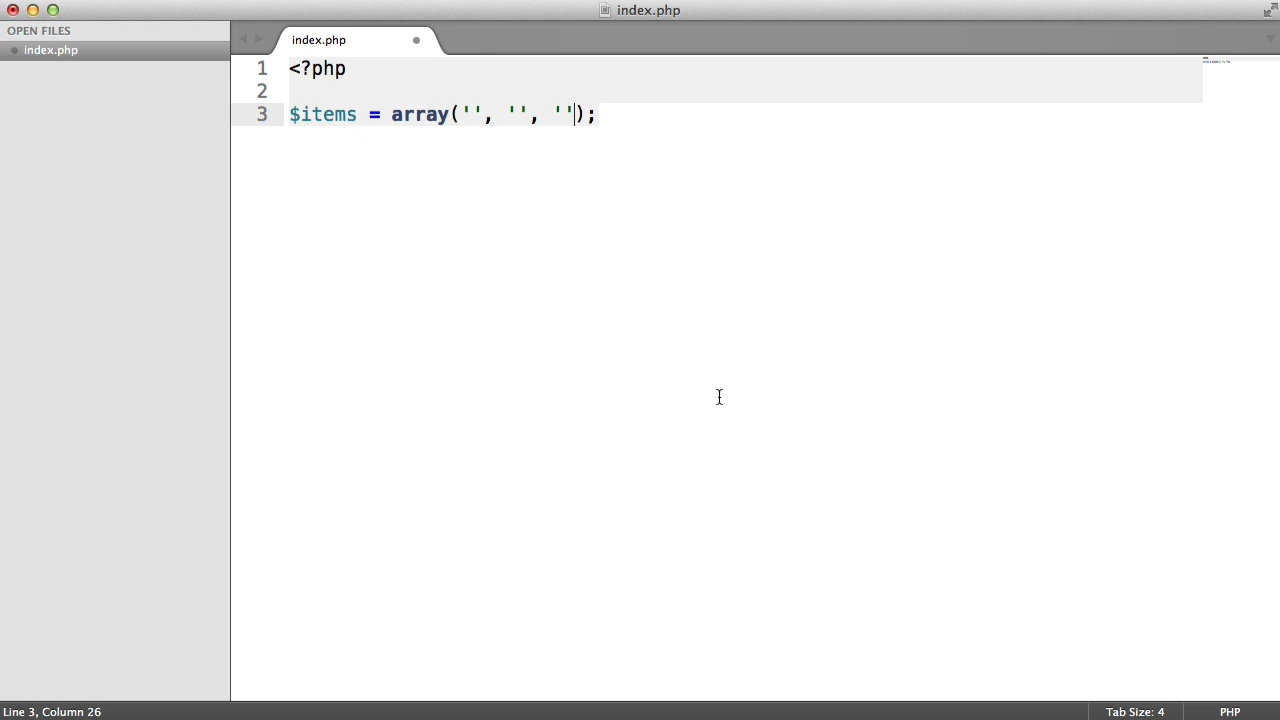 index.php
OPEN FILES
index.php
index.php
1 <?php
2
3 $items = array('', '', '');
Line 3, Column 26
Tab Size: 4
PHP